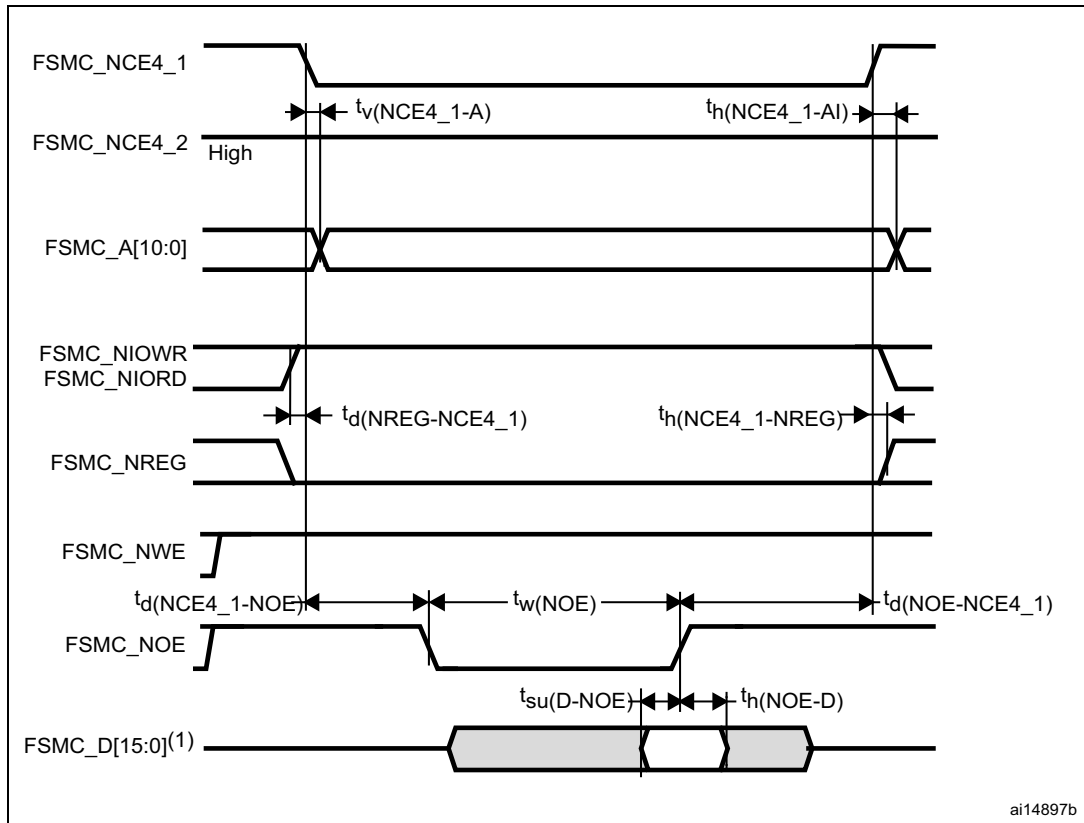 FSMC_NCE4_1
tv(NCE4_1-A)
th(NCE4_1-AI)
FSMC_NCE4_2
High
FSMC_A[10:0]
FSMC_NIOWR
FSMC_NIORD
td(NREG-NCE4_1)
th(NCE4_1-NREG)
FSMC_NREG
FSMC_NWE
td(NCE4_1-NOE)
tw(NOE)
td(NOE-NCE4_1)
FSMC_NOE
tsu(D-NOE)
th(NOE-D)
FSMC_D[15:0](1)
ai14897b